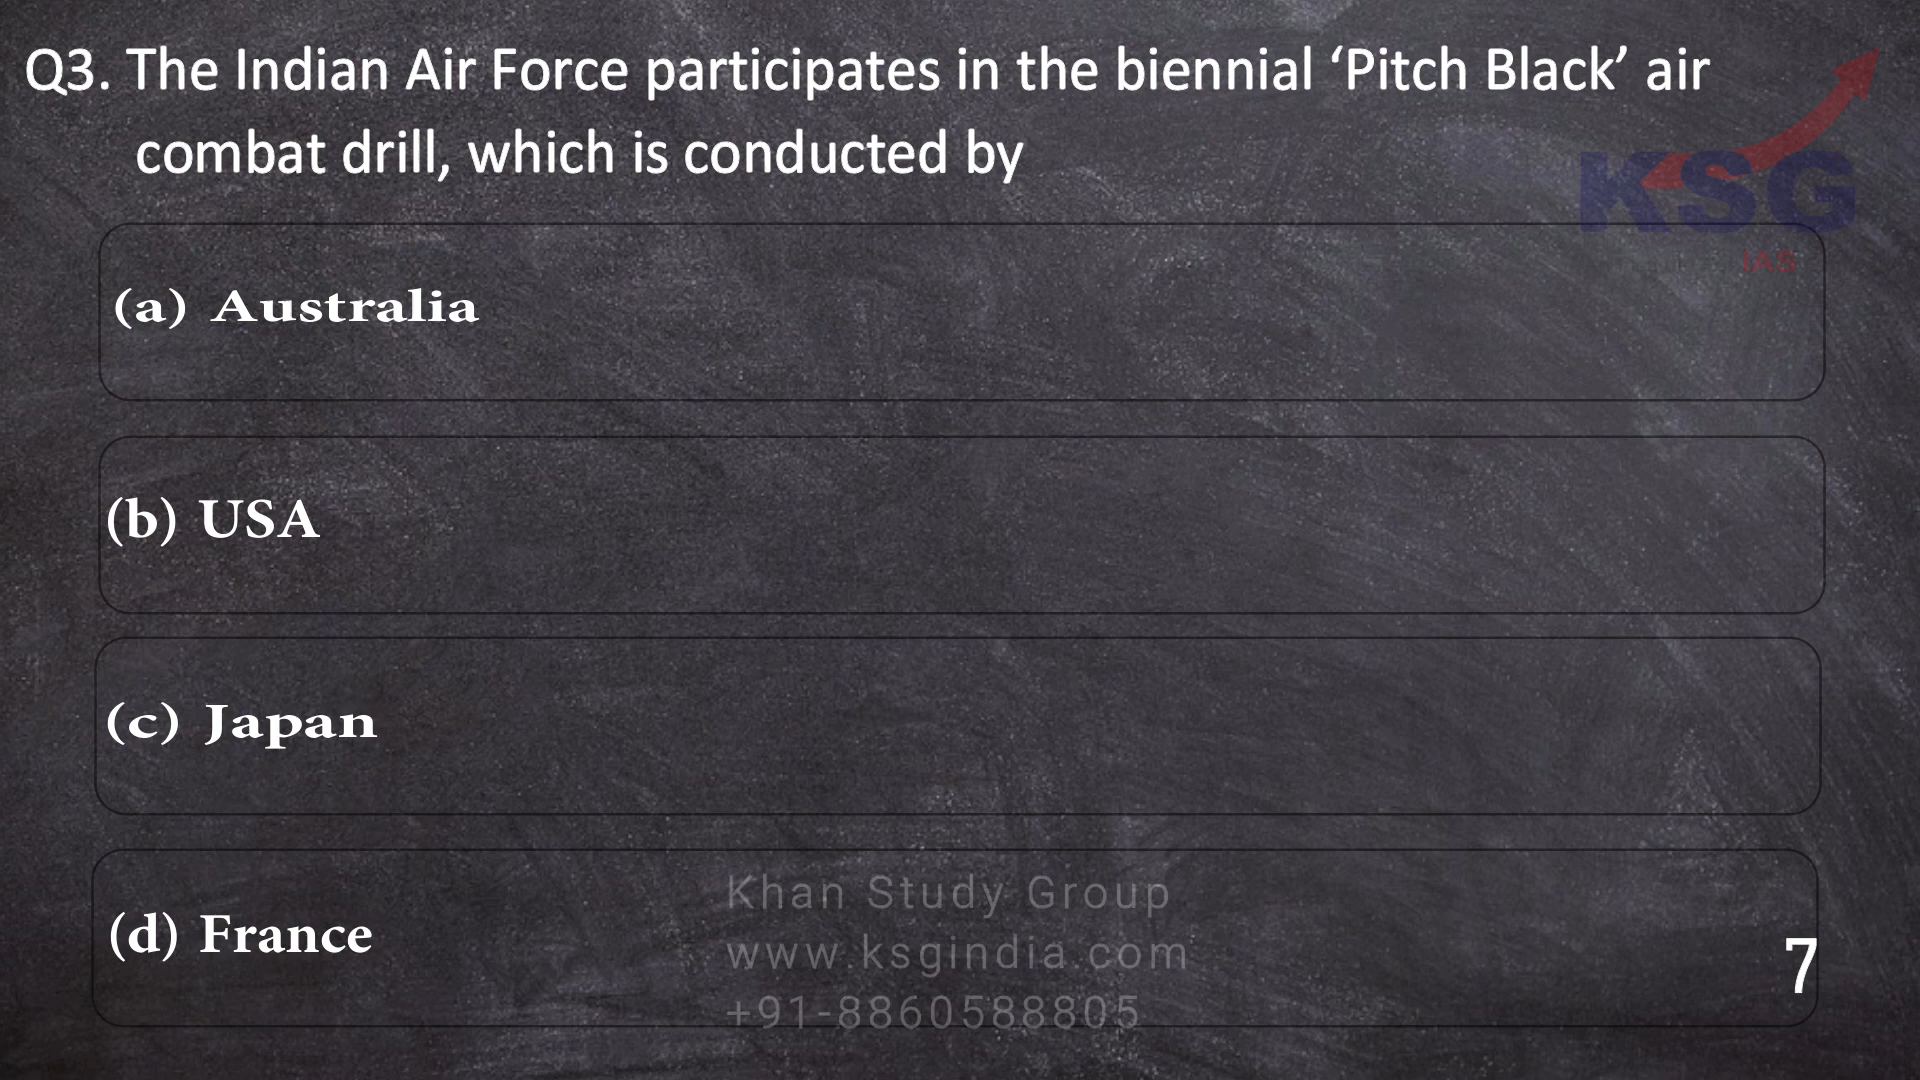 Q3. The Indian Air Force participates in the biennial ‘Pitch Black’ air
combat drill, which is conducted by
KSG
IAS
(a) Australia
(b) USA
(c) Japan
(d) France
Khan Study Group
www.ksgindia.com
+91-8860588805
7